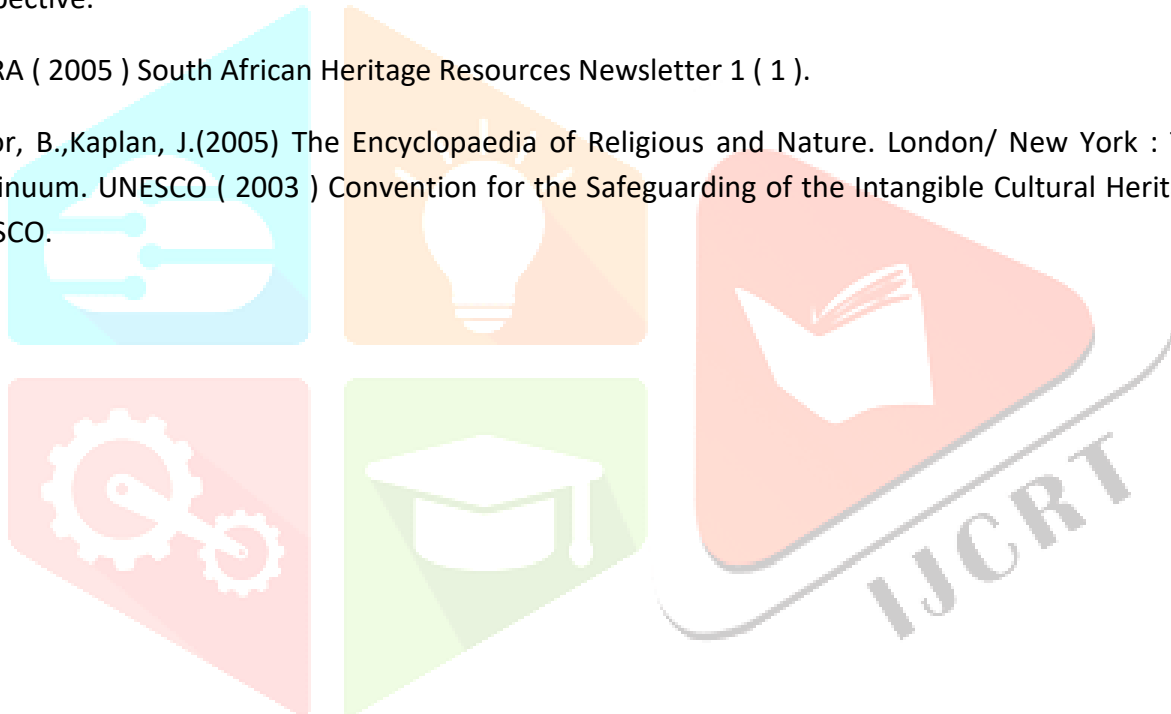 pective.
RA ( 2005 ) South African Heritage Resources Newsletter 1 ( 1 ).
or, B.,Kaplan, J.(2005) The Encyclopaedia of Religious and Nature. London/ New York :
inuum. UNESCO ( 2003 ) Convention for the Safeguarding of the Intangible Cultural Herit
SCO.
IJCRT